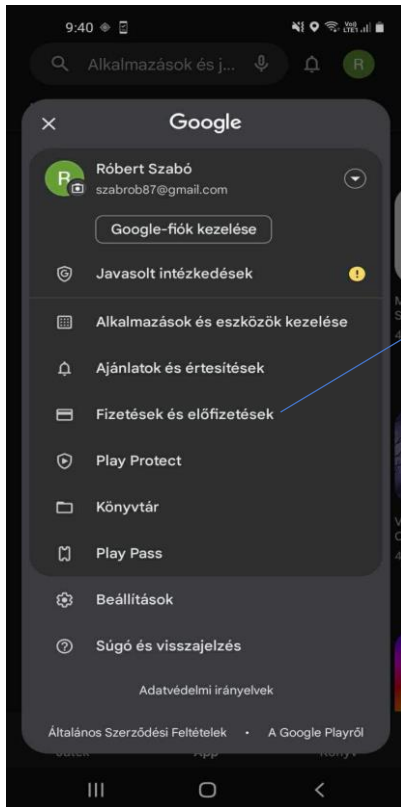 9:40
Vo))
LTE1
Alkalmazások és j...
R
Google
R
Róbert Szabó
szabrob87@gmail.com
Google-fiók kezelése
Javasolt intézkedések
Alkalmazások és eszközök kezelése
Ajánlatok és értesítések
Fizetések és előfizetések
Play Protect
Könyvtár
Play Pass
Beállítások
Súgó és visszajelzés
Adatvédelmi irányelvek
Általános Szerződési Feltételek • A Google Playről